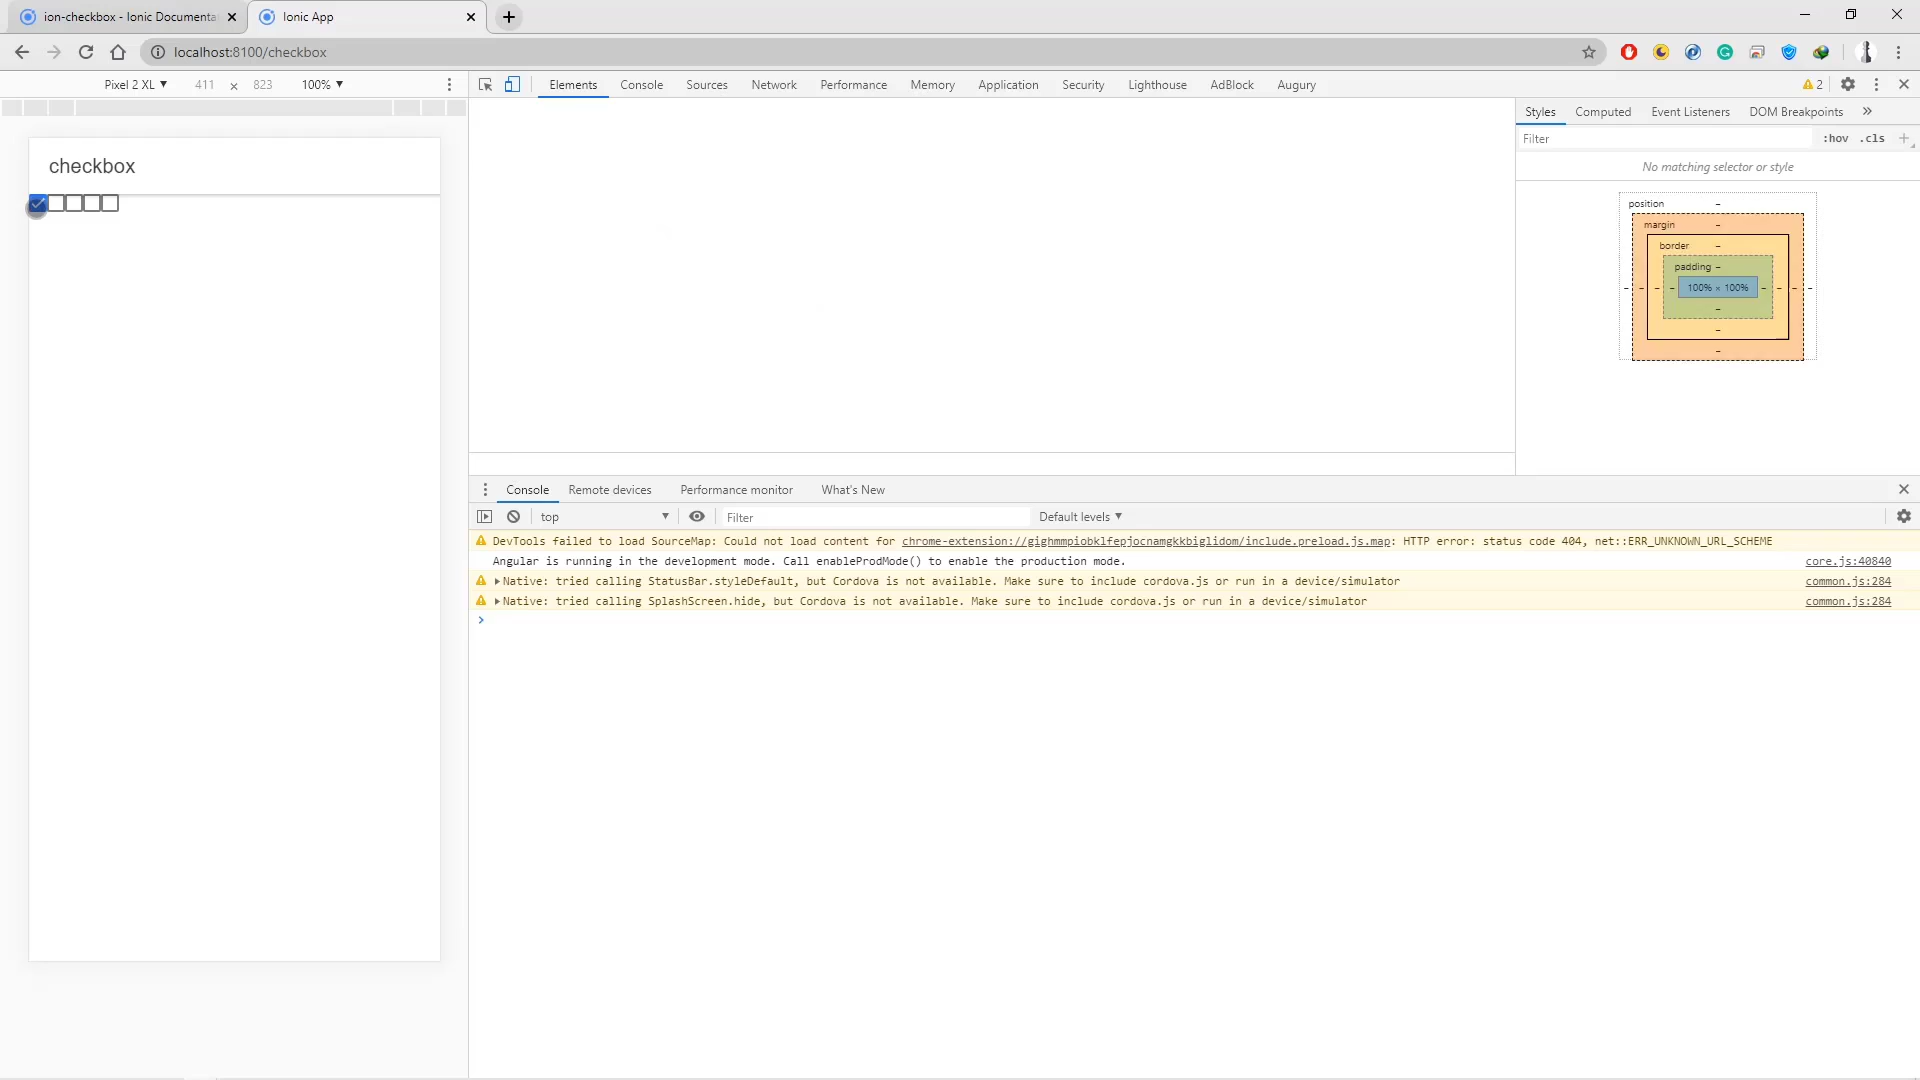 ion-checkbox - Ionic Documenta
Ionic App
localhost:8100/checkbox
Pixel 2 XL 411 × 823 100%
Elements Console Sources Network Performance Memory Application Security Lighthouse AdBlock Augury 2
Styles Computed Event Listeners DOM Breakpoints »
Filter :hov .cls +
No matching selector or style
position –
margin –
border –
padding –
– – – – 100% × 100% – – – –
–
–
–
checkbox
Console Remote devices Performance monitor What's New
top Filter Default levels
DevTools failed to load SourceMap: Could not load content for chrome-extension://gighmmpiobklfepjocnamgkkbiglidom/include.preload.js.map: HTTP error: status code 404, net::ERR_UNKNOWN_URL_SCHEME
Angular is running in the development mode. Call enableProdMode() to enable the production mode. core.js:40840
Native: tried calling StatusBar.styleDefault, but Cordova is not available. Make sure to include cordova.js or run in a device/simulator common.js:284
Native: tried calling SplashScreen.hide, but Cordova is not available. Make sure to include cordova.js or run in a device/simulator common.js:284